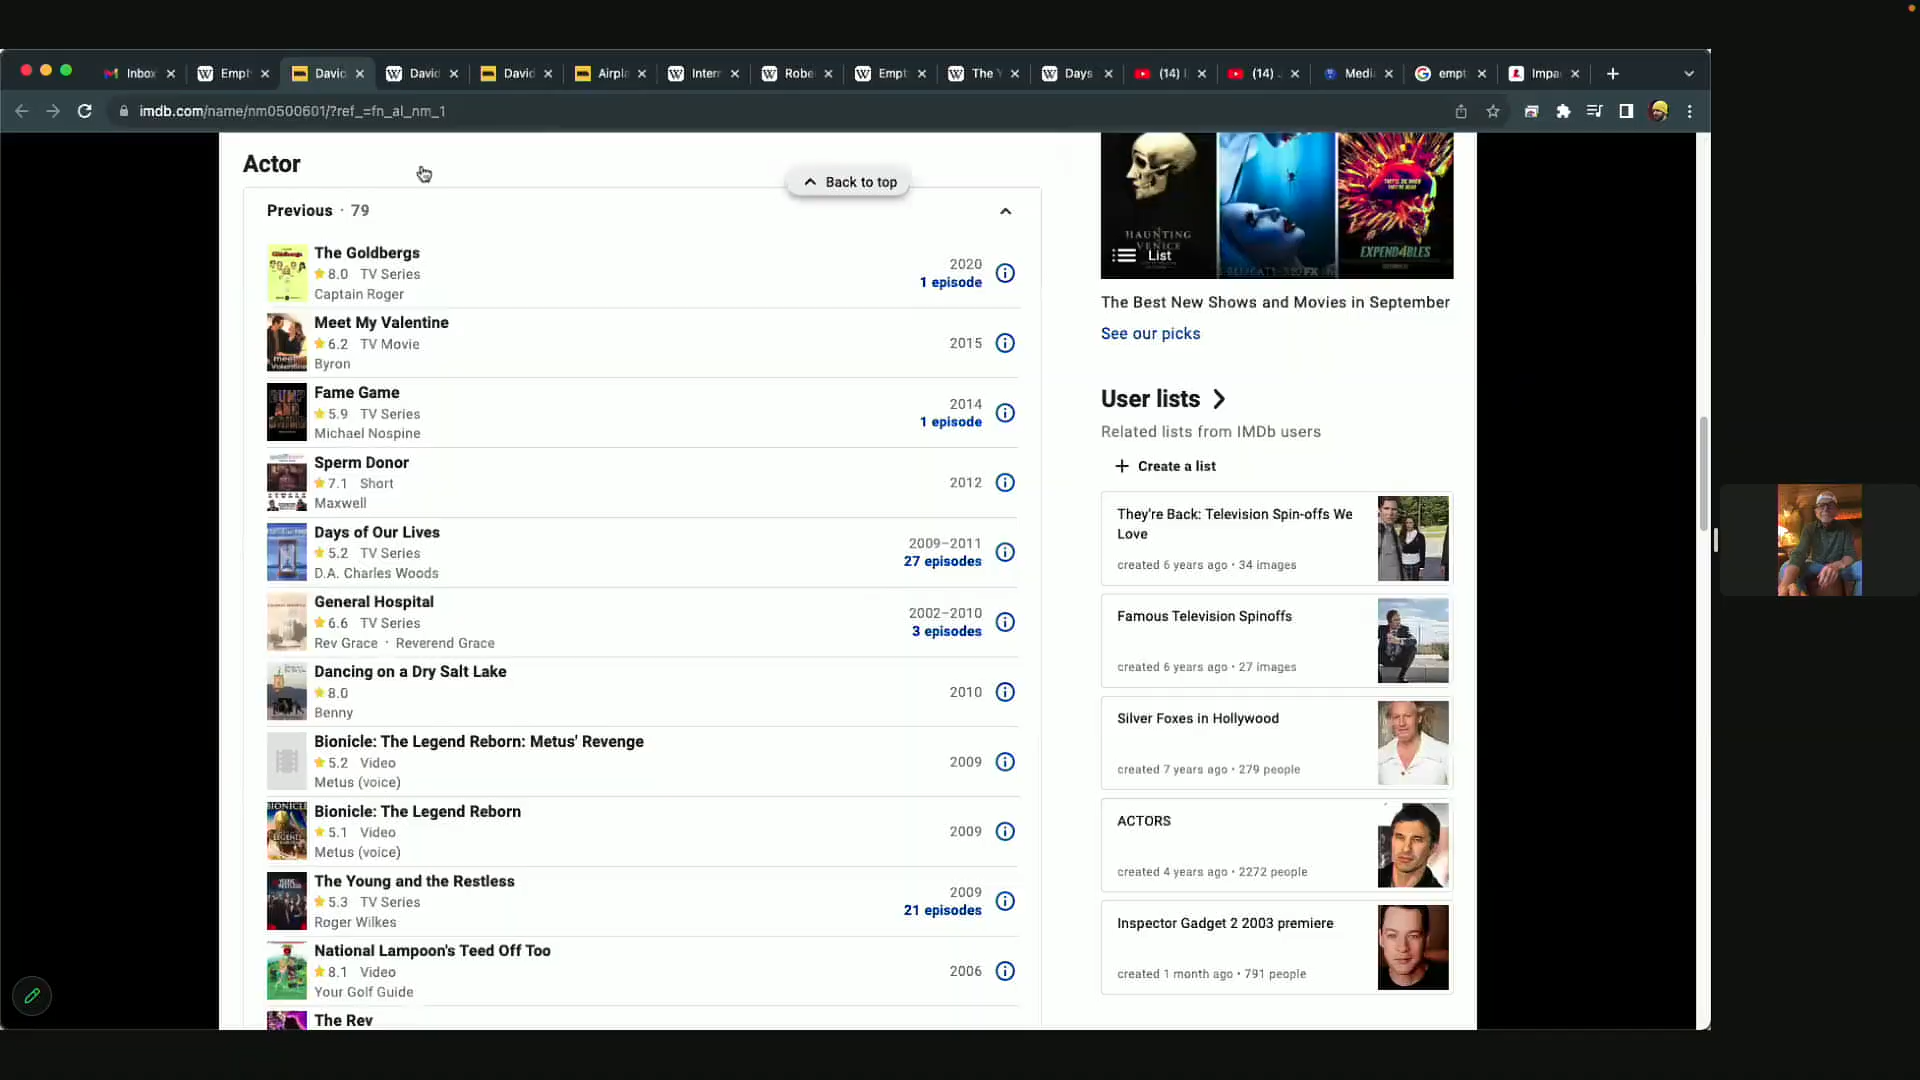 Inbox
Empl
Davic
David
David
Airpla
Interr
Robe
Empt
The Y
Days
(14) I
(14) .
Medi
empt
Impa
imdb.com/name/nm0500601/?ref_=fn_al_nm_1
Actor
Back to top
Previous · 79
The Goldbergs
8.0 TV Series
Captain Roger
2020
1 episode
Meet My Valentine
6.2 TV Movie
Byron
2015
Fame Game
5.9 TV Series
Michael Nospine
2014
1 episode
Sperm Donor
7.1 Short
Maxwell
2012
Days of Our Lives
5.2 TV Series
D.A. Charles Woods
2009–2011
27 episodes
General Hospital
6.6 TV Series
Rev Grace · Reverend Grace
2002–2010
3 episodes
Dancing on a Dry Salt Lake
8.0
Benny
2010
Bionicle: The Legend Reborn: Metus' Revenge
5.2 Video
Metus (voice)
2009
Bionicle: The Legend Reborn
5.1 Video
Metus (voice)
2009
The Young and the Restless
5.3 TV Series
Roger Wilkes
2009
21 episodes
National Lampoon's Teed Off Too
8.1 Video
Your Golf Guide
2006
The Rev
HAUNTING
VENICE
EXPEND4BLES
List
The Best New Shows and Movies in September
See our picks
User lists
Related lists from IMDb users
Create a list
They're Back: Television Spin-offs We
Love
created 6 years ago • 34 images
Famous Television Spinoffs
created 6 years ago • 27 images
Silver Foxes in Hollywood
created 7 years ago • 279 people
ACTORS
created 4 years ago • 2272 people
Inspector Gadget 2 2003 premiere
created 1 month ago • 791 people